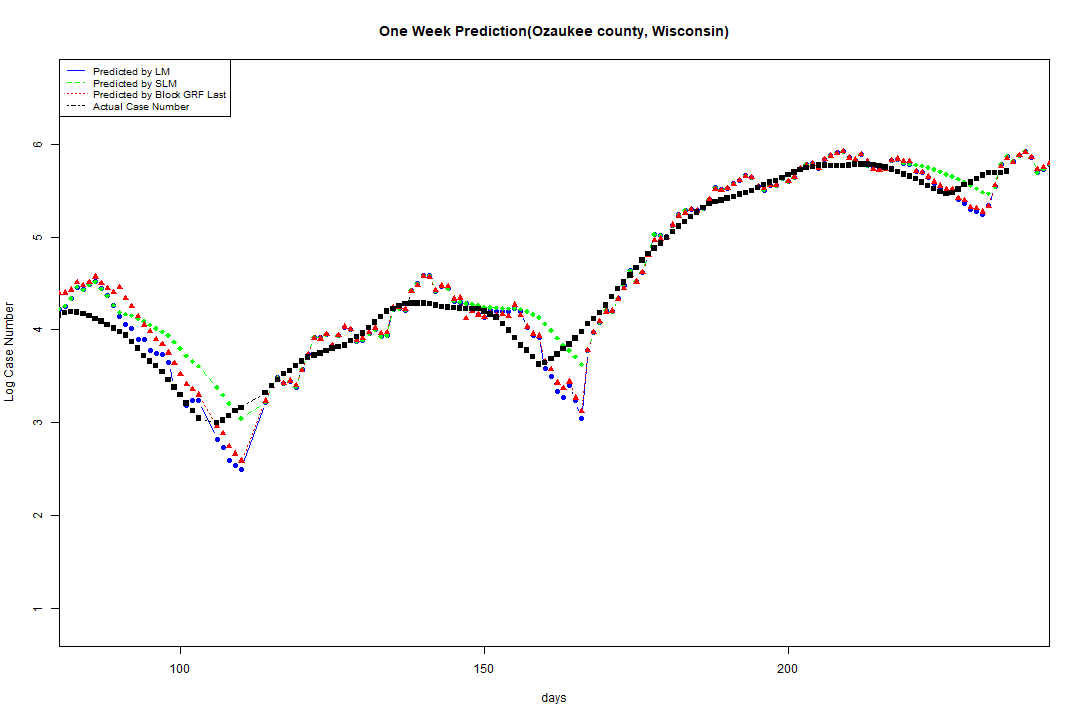 One Week Prediction(Ozaukee county, Wisconsin)
Predicted by LM
Predicted by SLM
Predicted by Block GRF Last
Actual Case Number
6
5
4
3
2
1
Log Case Number
100 150 200
days